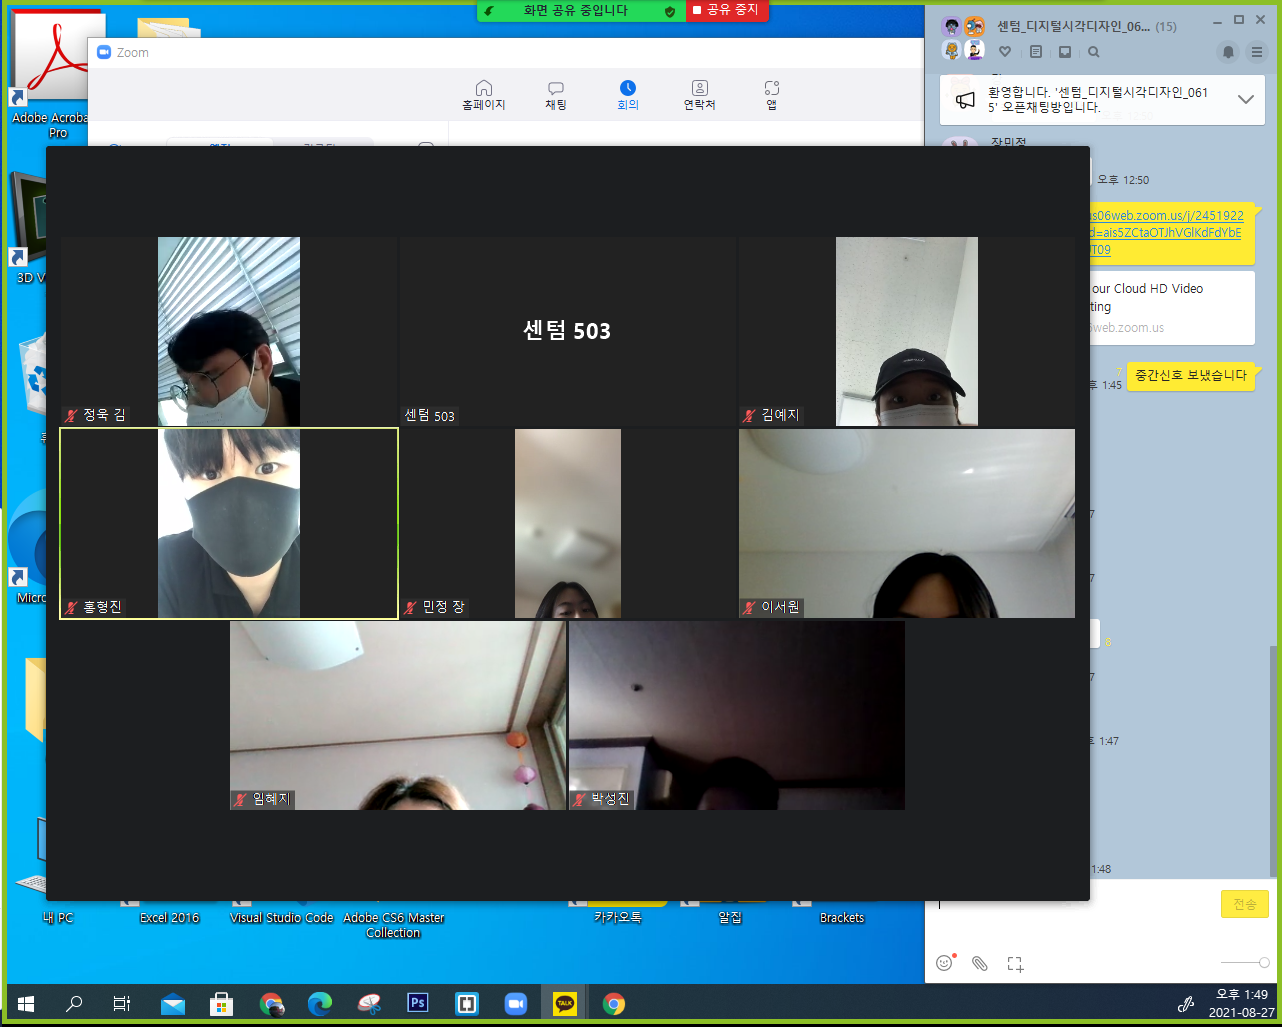 화면 공유 중입니다
공유 중지
Zoom
홈페이지
채팅
회의
연락처
앱
센텀_디지털시각디자인_06... (15)
환영합니다. '센텀_디지털시각디자인_061
5' 오픈채팅방입니다.
장민정
오후 12:50
us06web.zoom.us/j/2451922
d=ais5ZCtaOTJhVGlKdFdYbE
UT09
our Cloud HD Video
ting
6web.zoom.us
7
1:45
중간신호 보냈습니다
8
1:47
1:48
전송
Adobe Acroba
Pro
3D V
Micro
센텀 503
정욱 김
센텀 503
김예지
홍형진
민정 장
이서원
임혜지
박성진
내 PC
Excel 2016
Visual Studio Code
Adobe CS6 Master
Collection
카카오톡
알집
Brackets
Ps
TALK
오후 1:49
2021-08-27